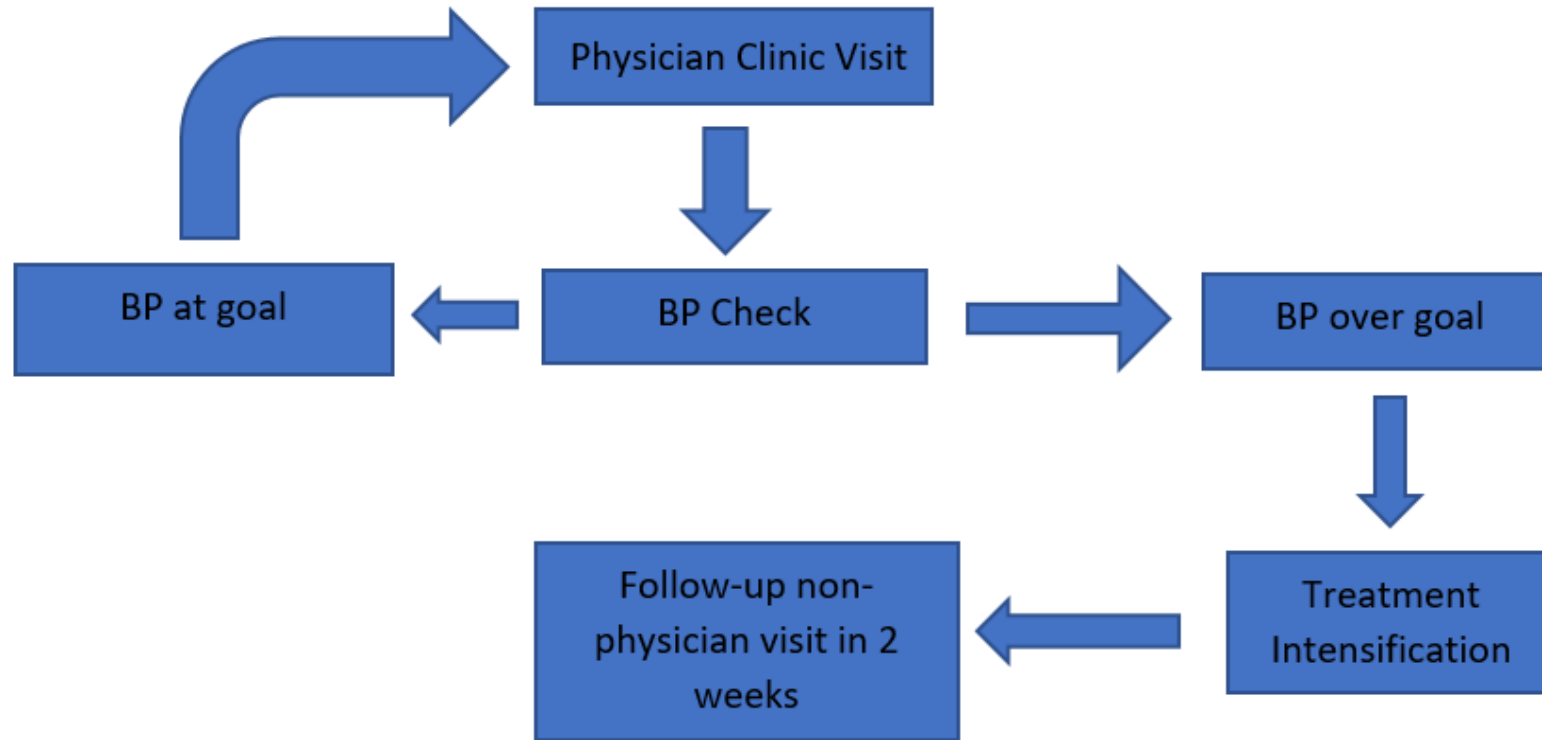 Physician Clinic Visit
BP at goal
BP Check
BP over goal
Follow-up non-
physician visit in 2
weeks
Treatment
Intensification